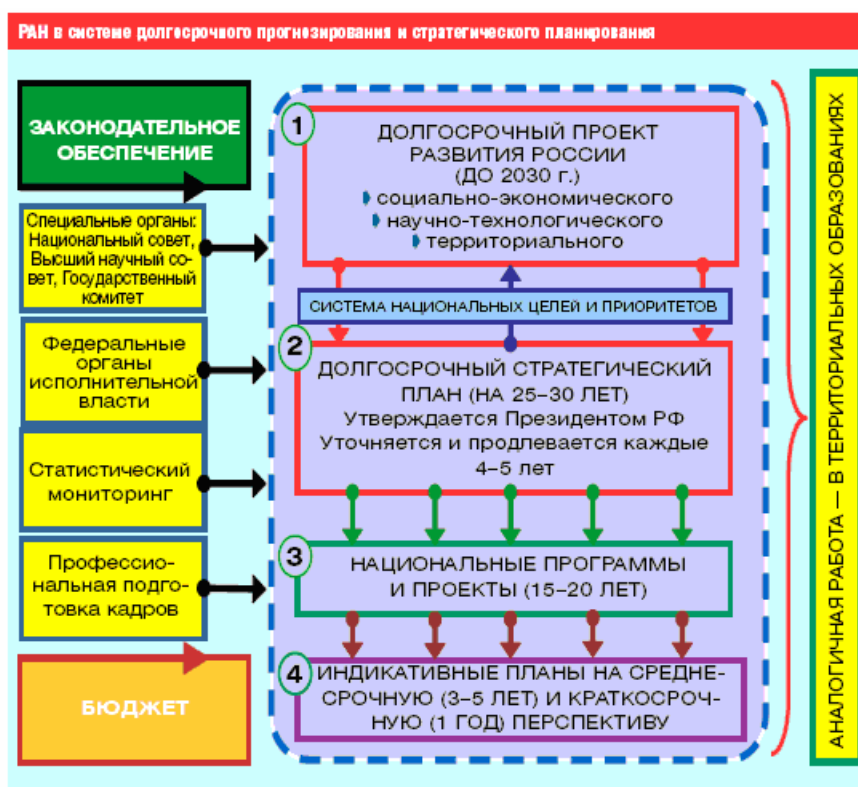 РАН в системе долгосрочного прогнозирования и стратегического планирования
ЗАКОНОДАТЕЛЬНОЕ
ОБЕСПЕЧЕНИЕ
Специальные органы:
Национальный совет,
Высший научный со-
вет, Государственный
комитет
Федеральные
органы
исполнительной
власти
Статистический
мониторинг
Профессио-
нальная подго-
товка кадров
БЮДЖЕТ
1
ДОЛГОСРОЧНЫЙ ПРОЕКТ
РАЗВИТИЯ РОССИИ
(ДО 2030 г.)
социально-экономического
научно-технологического
территориального
СИСТЕМА НАЦИОНАЛЬНЫХ ЦЕЛЕЙ И ПРИОРИТЕТОВ
2
ДОЛГОСРОЧНЫЙ СТРАТЕГИЧЕСКИЙ
ПЛАН (НА 25–30 ЛЕТ)
Утверждается Президентом РФ
Уточняется и продлевается каждые
4–5 лет
3
НАЦИОНАЛЬНЫЕ ПРОГРАММЫ
И ПРОЕКТЫ (15–20 ЛЕТ)
4
ИНДИКАТИВНЫЕ ПЛАНЫ НА СРЕДНЕ-
СРОЧНУЮ (3–5 ЛЕТ) И КРАТКОСРОЧ-
НУЮ (1 ГОД) ПЕРСПЕКТИВУ
АНАЛОГИЧНАЯ РАБОТА — В ТЕРРИТОРИАЛЬНЫХ ОБРАЗОВАНИЯХ